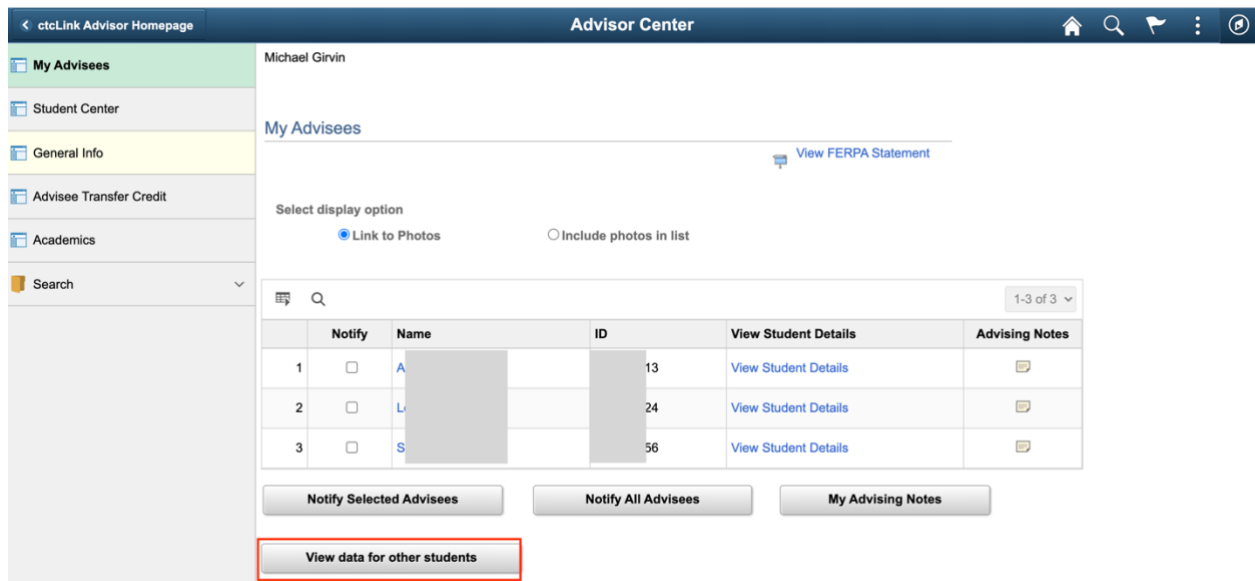 ctcLink Advisor Homepage
Advisor Center
My Advisees
Student Center
General Info
Advisee Transfer Credit
Academics
Search
Michael Girvin
My Advisees
View FERPA Statement
Select display option
Link to Photos Include photos in list
1-3 of 3
Notify Name ID View Student Details Advising Notes
1 A 13 View Student Details
2 L 24 View Student Details
3 S 56 View Student Details
Notify Selected Advisees Notify All Advisees My Advising Notes
View data for other students